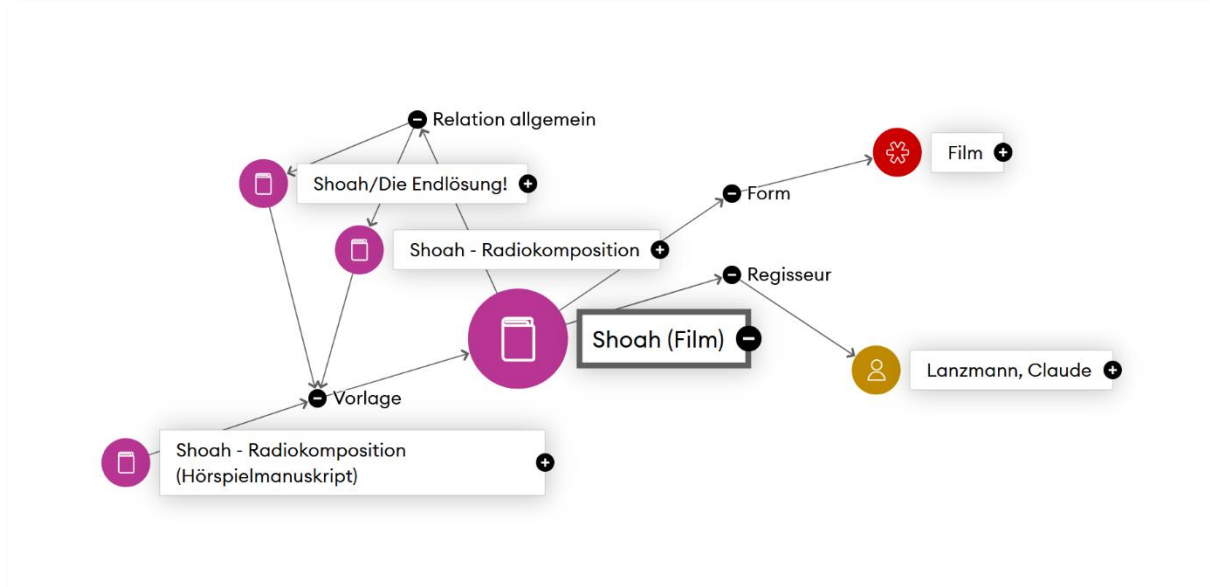 Relation allgemein
Film
Shoah/Die Endlösung!
Form
Shoah - Radiokomposition
Regisseur
Shoah (Film)
Lanzmann, Claude
Vorlage
Shoah - Radiokomposition
(Hörspielmanuskript)